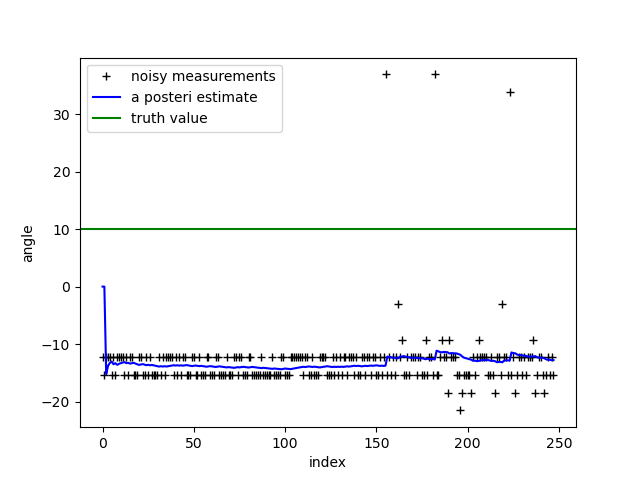 noisy measurements
a posteri estimate
truth value
angle
30
20
10
0
−10
−20
0
50
100
150
200
250
index